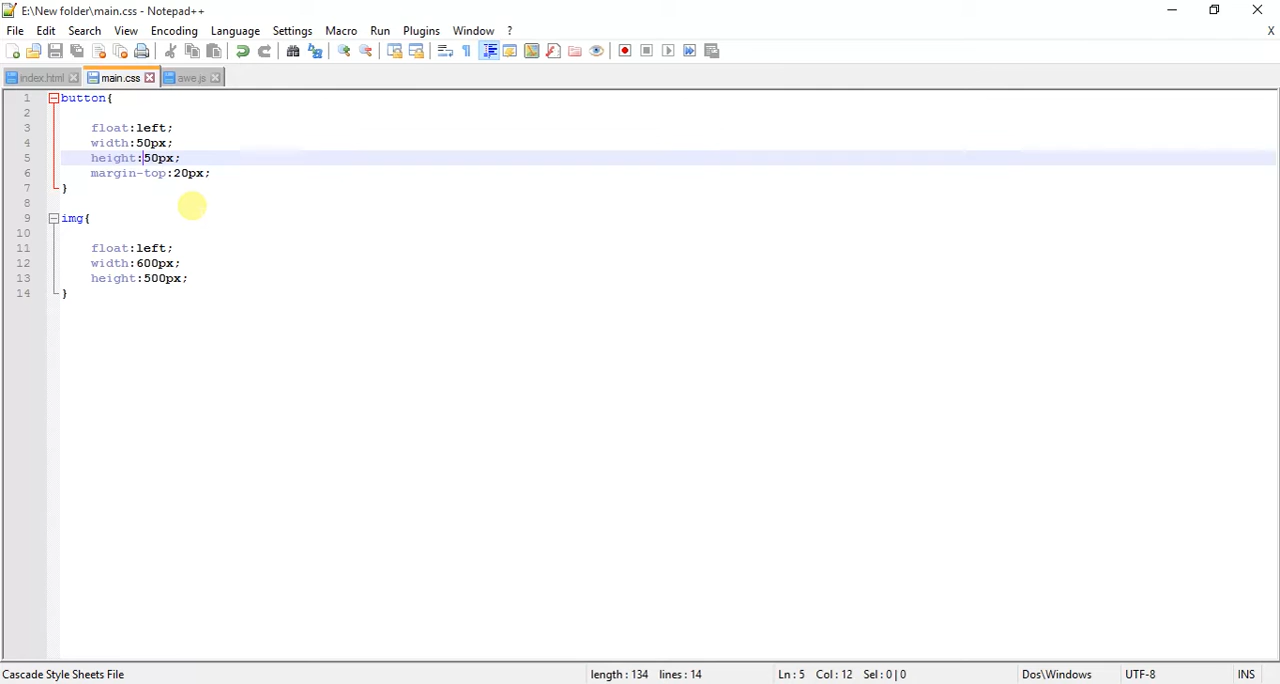 E:\New folder\main.css - Notepad++
File Edit Search View Encoding Language Settings Macro Run Plugins Window ? X
index.html main.css awe.js
1 button{
2
3 float:left;
4 width:50px;
5 height:50px;
6 margin-top:20px;
7 }
8
9 img{
10
11 float:left;
12 width:600px;
13 height:500px;
14 }
Cascade Style Sheets File length : 134 lines : 14 Ln : 5 Col : 12 Sel : 0 | 0 Dos\Windows UTF-8 INS